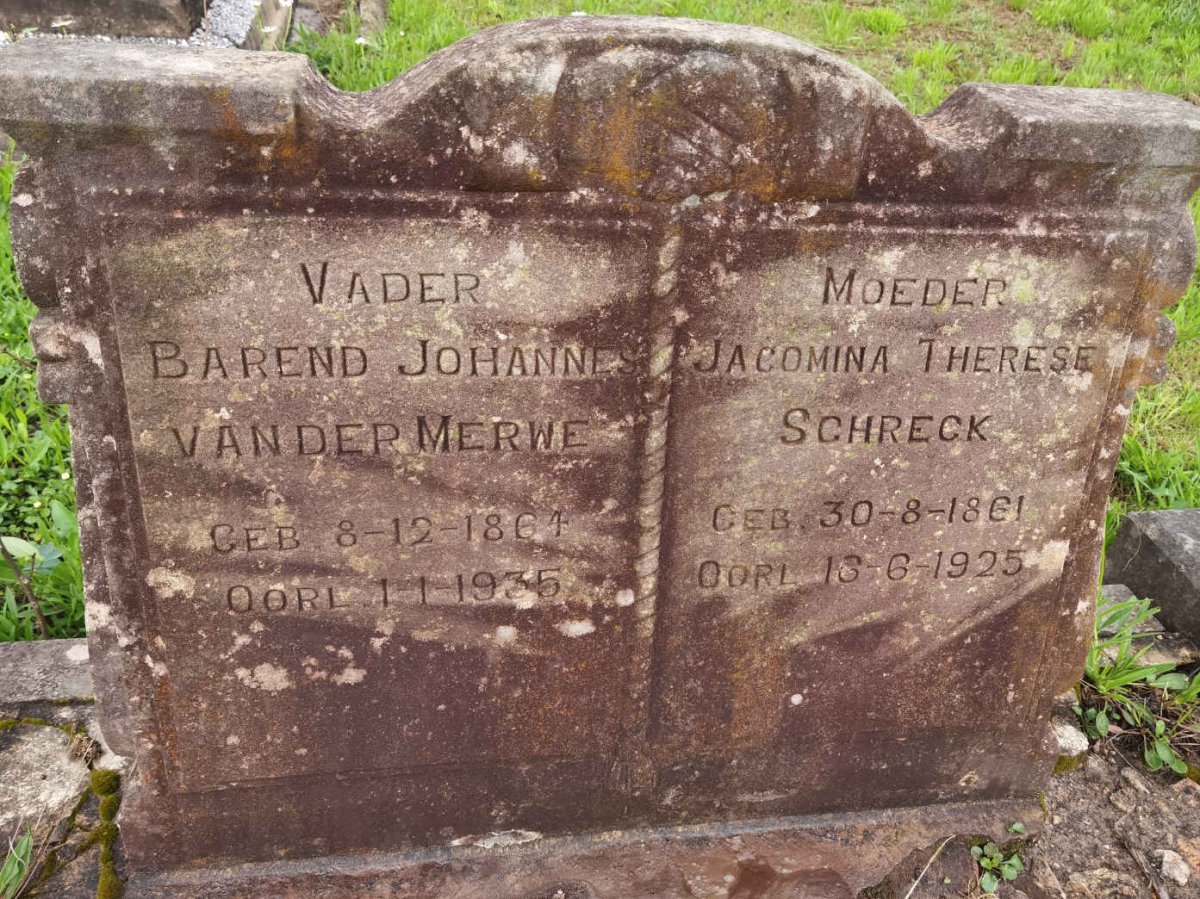 VADER
BAREND JOHANNES
VAN DER MERWE
GEB 8-12-1864
OORL. 1-1-1935
MOEDER
JACOMINA THERESE
SCHRECK
GEB. 30-8-1861
OORL 16-6-1925